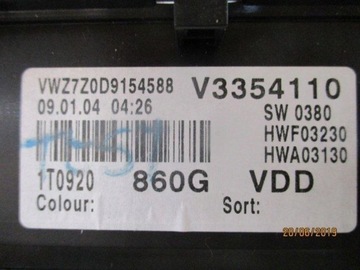 VWZ7Z0D9154588 V3354110
09.01.04 04:26 SW 0380
HWF03230
HWA03130
1T0920 860G VDD
Colour: Sort:
20/06/2019